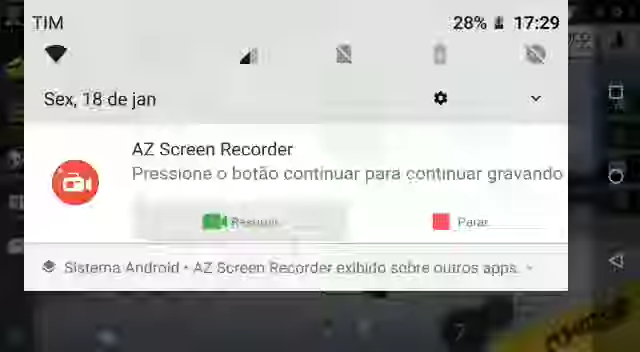 TIM 28% 17:29
Sex, 18 de jan
AZ Screen Recorder
Pressione o botão continuar para continuar gravando
Parar
Sistema Android • AZ Screen Recorder exibido sobre outros apps.